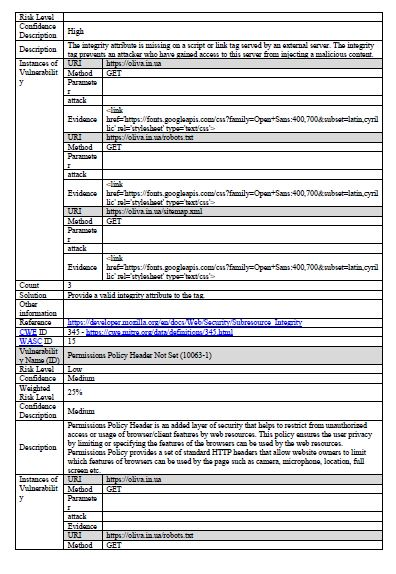 Risk Level
Confidence
Description
High
Description
The integrity attribute is missing on a script or link tag served by an external server. The integrity
tag prevents an attacker who have gained access to this server from injecting a malicious content.
Instances of
Vulnerabilit
y
URI
https://oliva.in.ua
Method
GET
Paramete
r
attack
Evidence
<link
href='https://fonts.googleapis.com/css?family=Open+Sans:400,700&subset=latin,cyril
lic' rel='stylesheet' type='text/css'>
URI
https://oliva.in.ua/robots.txt
Method
GET
Paramete
r
attack
Evidence
<link
href='https://fonts.googleapis.com/css?family=Open+Sans:400,700&subset=latin,cyril
lic' rel='stylesheet' type='text/css'>
URI
https://oliva.in.ua/sitemap.xml
Method
GET
Paramete
r
attack
Evidence
<link
href='https://fonts.googleapis.com/css?family=Open+Sans:400,700&subset=latin,cyril
lic' rel='stylesheet' type='text/css'>
Count
3
Solution
Provide a valid integrity attribute to the tag.
Other
information
Reference
https://developer.mozilla.org/en/docs/Web/Security/Subresource_Integrity
CWE ID
345 - https://cwe.mitre.org/data/definitions/345.html
WASC ID
15
Vulnerabilit
y Name (ID)
Permissions Policy Header Not Set (10063-1)
Risk Level
Low
Confidence
Medium
Weighted
Risk Level
25%
Confidence
Description
Medium
Description
Permissions Policy Header is an added layer of security that helps to restrict from unauthorized
access or usage of browser/client features by web resources. This policy ensures the user privacy
by limiting or specifying the features of the browsers can be used by the web resources.
Permissions Policy provides a set of standard HTTP headers that allow website owners to limit
which features of browsers can be used by the page such as camera, microphone, location, full
screen etc.
Instances of
Vulnerabilit
y
URI
https://oliva.in.ua
Method
GET
Paramete
r
attack
Evidence
URI
https://oliva.in.ua/robots.txt
Method
GET